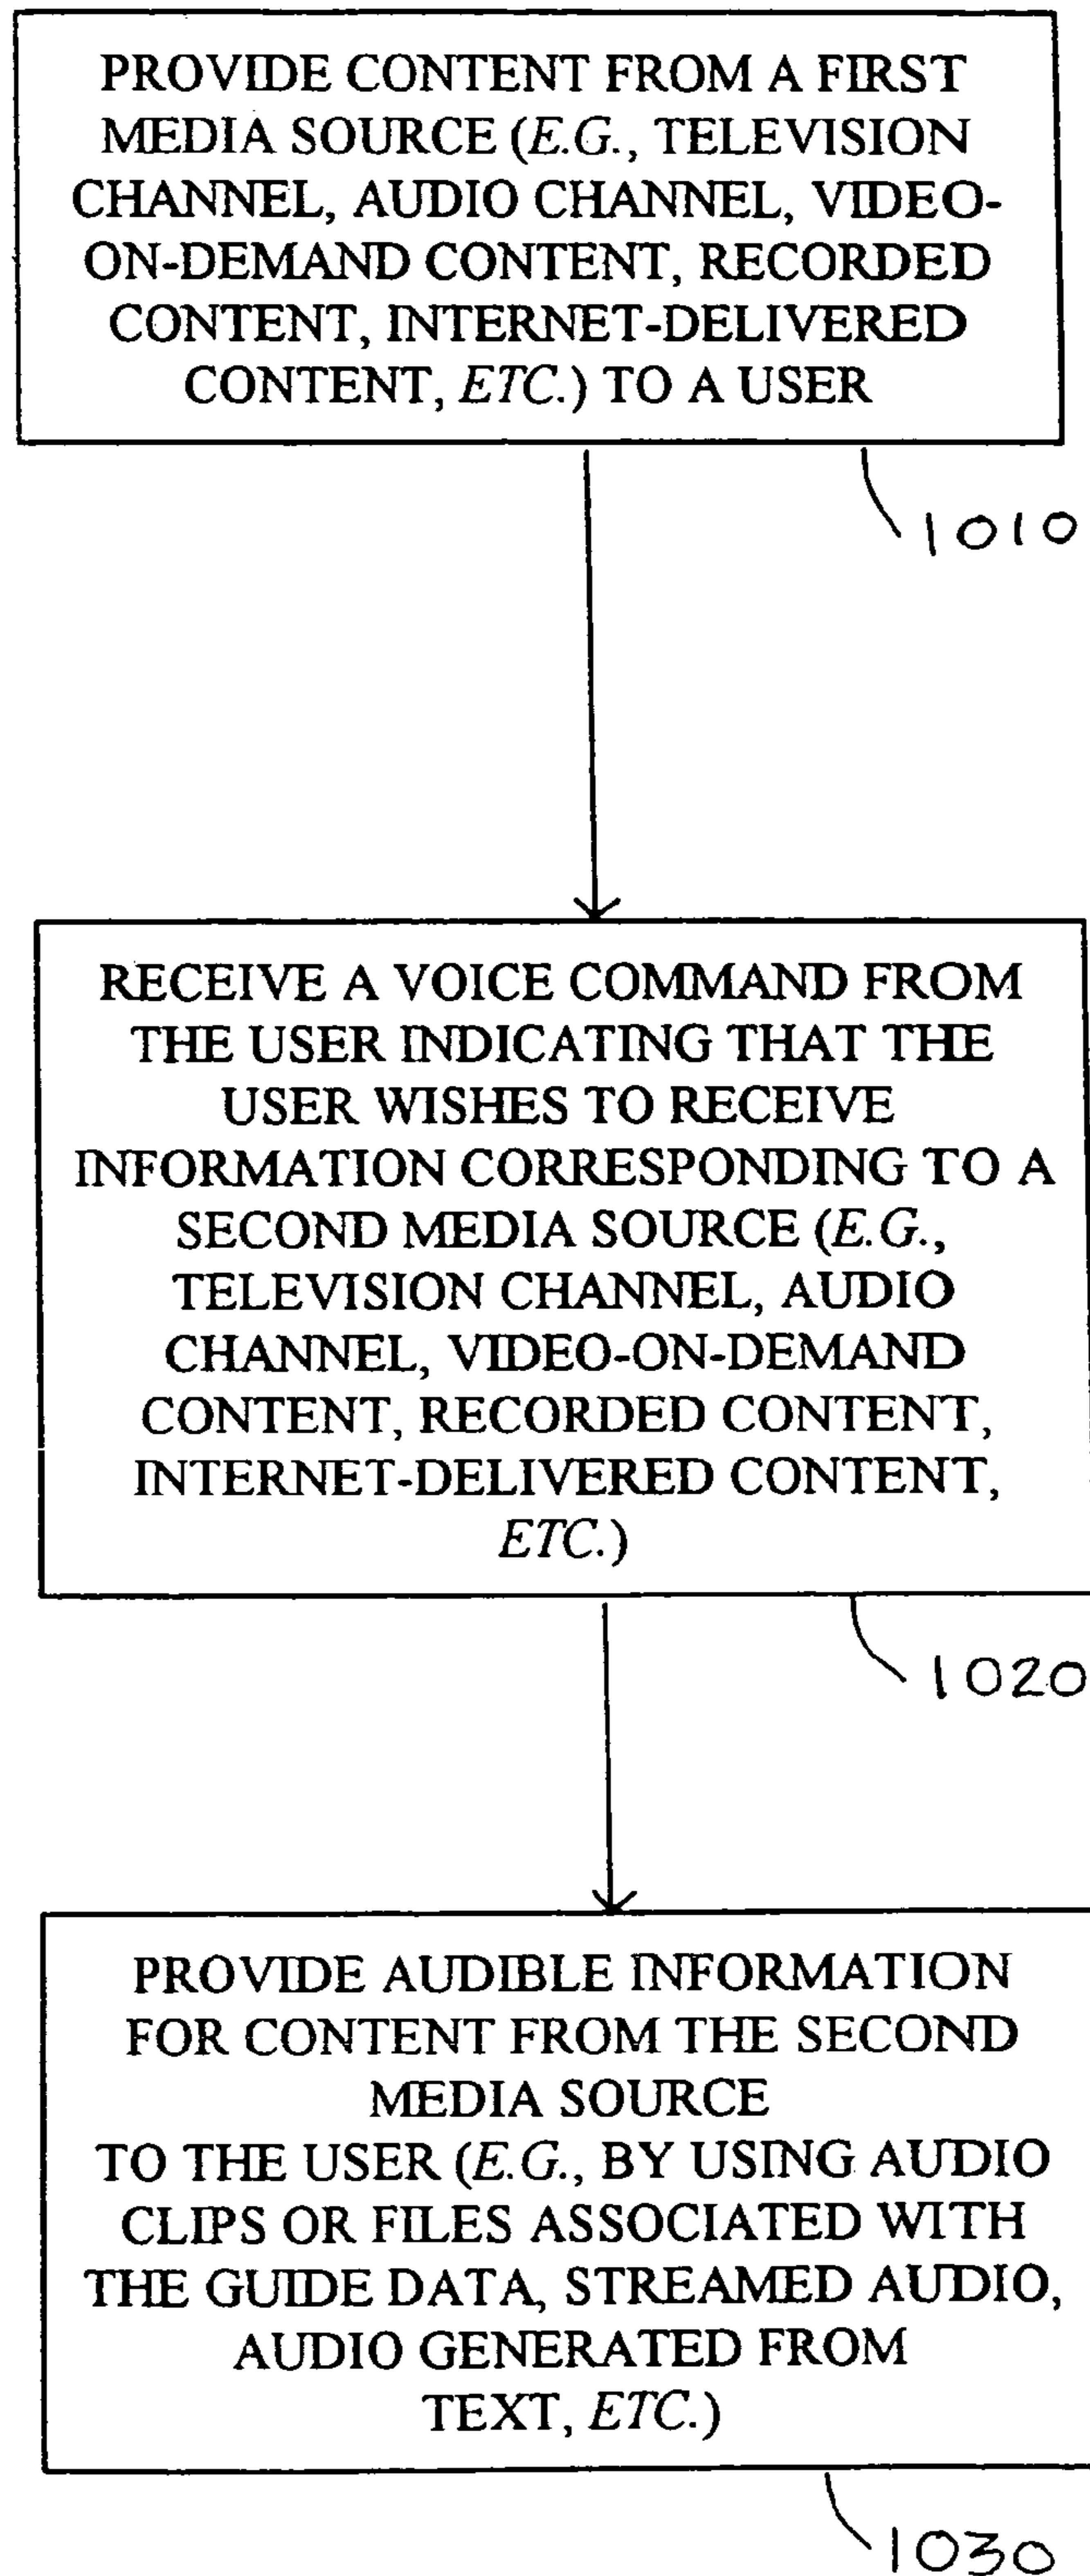 PROVIDE CONTENT FROM A FIRST
MEDIA SOURCE (E.G., TELEVISION
CHANNEL, AUDIO CHANNEL, VIDEO-
ON-DEMAND CONTENT, RECORDED
CONTENT, INTERNET-DELIVERED
CONTENT, ETC.) TO A USER
1010
RECEIVE A VOICE COMMAND FROM
THE USER INDICATING THAT THE
USER WISHES TO RECEIVE
INFORMATION CORRESPONDING TO A
SECOND MEDIA SOURCE (E.G.,
TELEVISION CHANNEL, AUDIO
CHANNEL, VIDEO-ON-DEMAND
CONTENT, RECORDED CONTENT,
INTERNET-DELIVERED CONTENT,
ETC.)
1020
PROVIDE AUDIBLE INFORMATION
FOR CONTENT FROM THE SECOND
MEDIA SOURCE
TO THE USER (E.G., BY USING AUDIO
CLIPS OR FILES ASSOCIATED WITH
THE GUIDE DATA, STREAMED AUDIO,
AUDIO GENERATED FROM
TEXT, ETC.)
1030